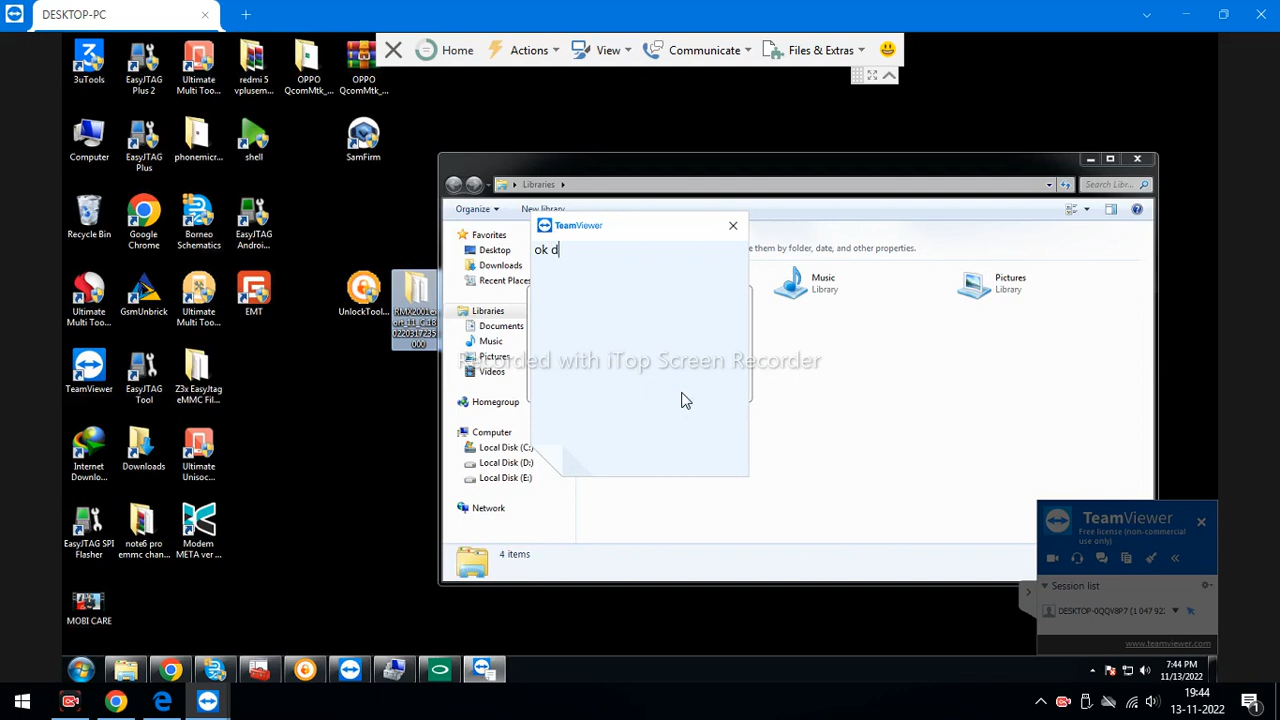 DESKTOP-PC
Home
Actions
View
Communicate
Files & Extras
3uTools
EasyJTAG
Plus 2
Ultimate
Multi Too...
redmi 5
vplusem...
OPPO
QcomMtk_...
OPPO
QcomMtk_...
Computer
EasyJTAG
Plus
phonemicr...
shell
SamFirm
Recycle Bin
Google
Chrome
Borneo
Schematics
EasyJTAG
Androi...
Ultimate
Multi Too...
GsmUnbrick
Ultimate
Multi Too...
EMT
UnlockTool...
TeamViewer
EasyJTAG
Tool
Z3x EasyJtag
eMMC Fil...
Internet
Downlo...
Downloads
Ultimate
Unisoc...
EasyJTAG SPI
Flasher
note6 pro
emmc chan...
Modem
META ver ...
MOBI CARE
Libraries
Search Libr...
Organize
New library
Favorites
Desktop
Downloads
Recent Places
Libraries
Documents
Music
Pictures
Videos
Homegroup
Computer
Local Disk (C:)
Local Disk (D:)
Local Disk (E:)
Network
them by folder, date, and other properties.
Music
Library
Pictures
Library
4 items
TeamViewer
ok d
Recorded with iTop Screen Recorder
TeamViewer
Free license (non-commercial
use only)
Session list
DESKTOP-0QQV8P7 (1 047 92
www.teamviewer.com
7:44 PM
11/13/2022
19:44
13-11-2022